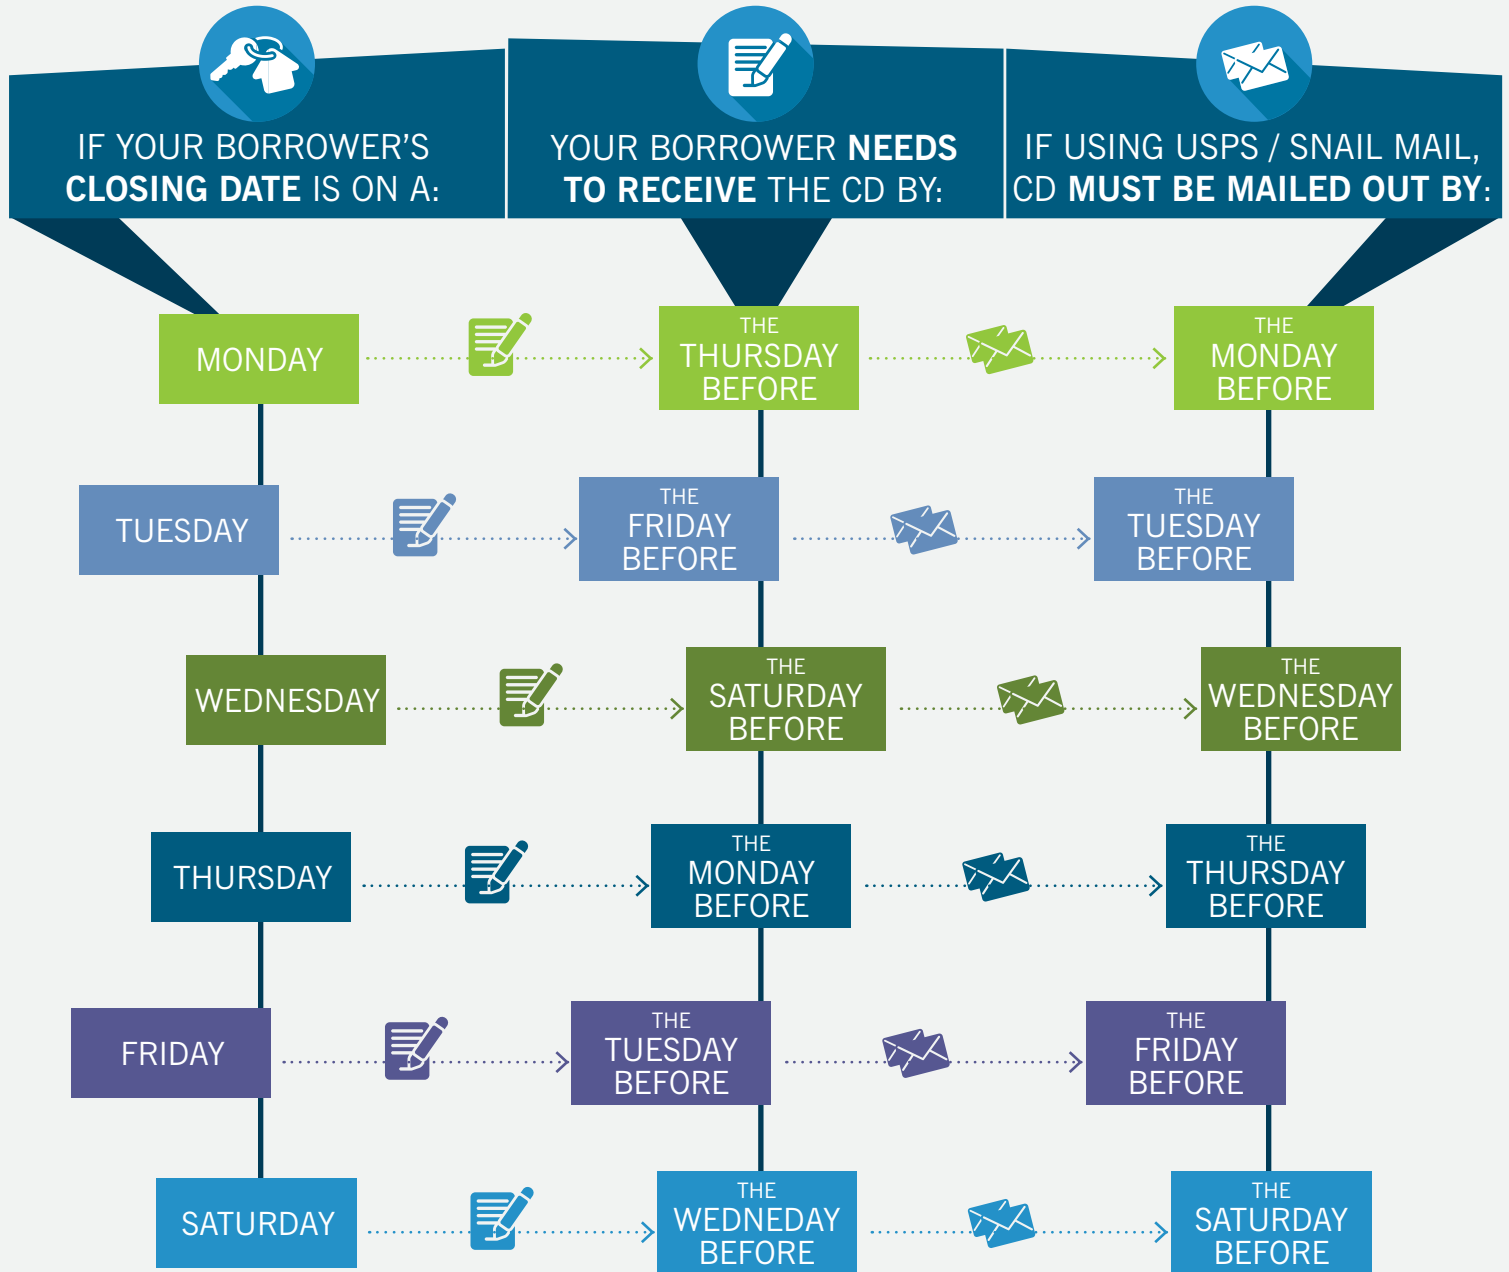 IF YOUR BORROWER'S
CLOSING DATE IS ON A:
YOUR BORROWER NEEDS
TO RECEIVE THE CD BY:
IF USING USPS / SNAIL MAIL,
CD MUST BE MAILED OUT BY:
MONDAY
THE
THURSDAY
BEFORE
THE
MONDAY
BEFORE
TUESDAY
THE
FRIDAY
BEFORE
THE
TUESDAY
BEFORE
WEDNESDAY
THE
SATURDAY
BEFORE
THE
WEDNESDAY
BEFORE
THURSDAY
THE
MONDAY
BEFORE
THE
THURSDAY
BEFORE
FRIDAY
THE
TUESDAY
BEFORE
THE
FRIDAY
BEFORE
SATURDAY
THE
WEDNEDAY
BEFORE
THE
SATURDAY
BEFORE